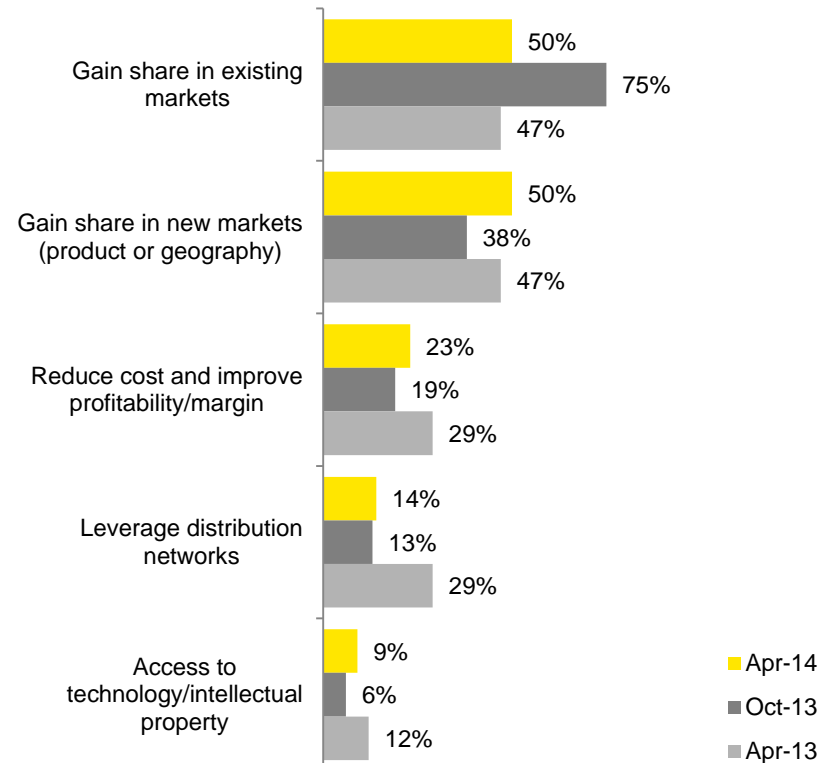 50%
Gain share in existing
markets
75%
47%
50%
Gain share in new markets
(product or geography)
38%
47%
23%
Reduce cost and improve
profitability/margin
19%
29%
14%
Leverage distribution
networks
13%
29%
9%
Access to
technology/intellectual
property
6%
12%
Apr-14
Oct-13
Apr-13